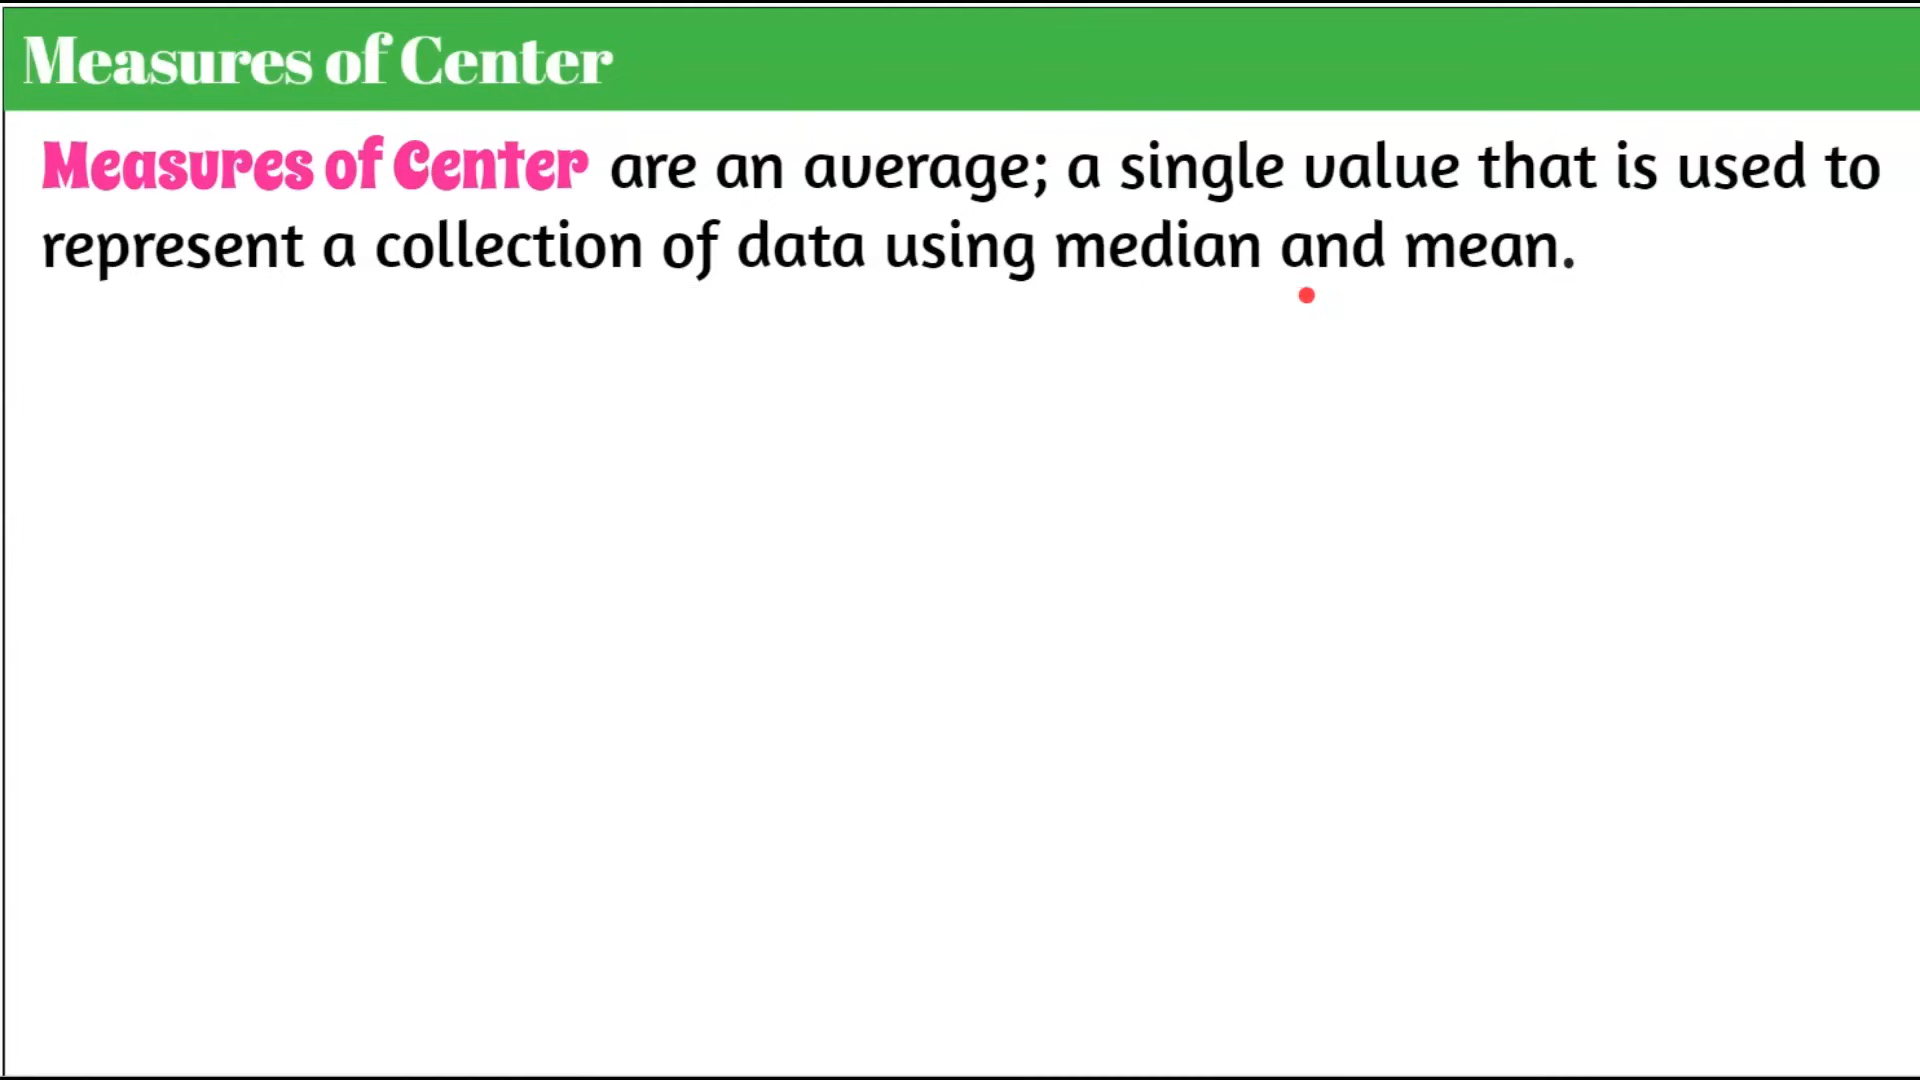 Measures of Center
Measures of Center are an average; a single value that is used to
represent a collection of data using median and mean.